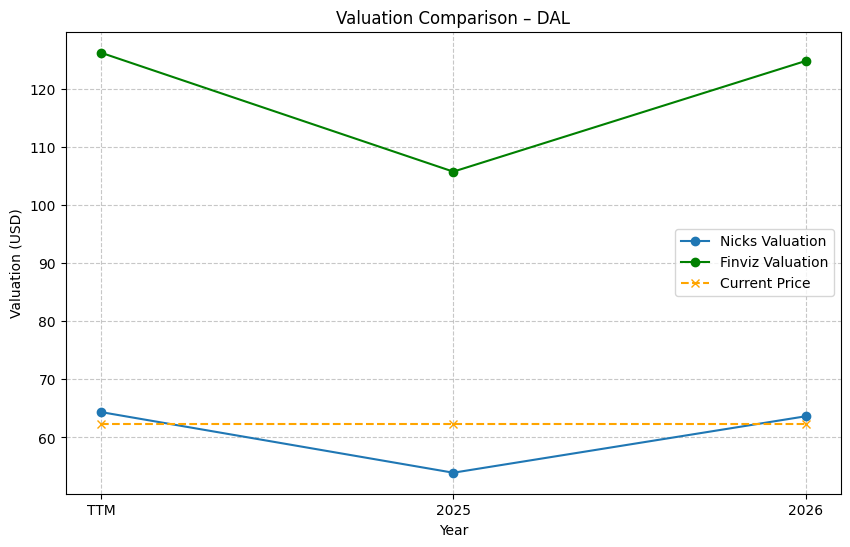 Valuation Comparison – DAL
Valuation (USD)
120
110
100
90
80
70
60
Nicks Valuation
Finviz Valuation
Current Price
TTM
2025
2026
Year